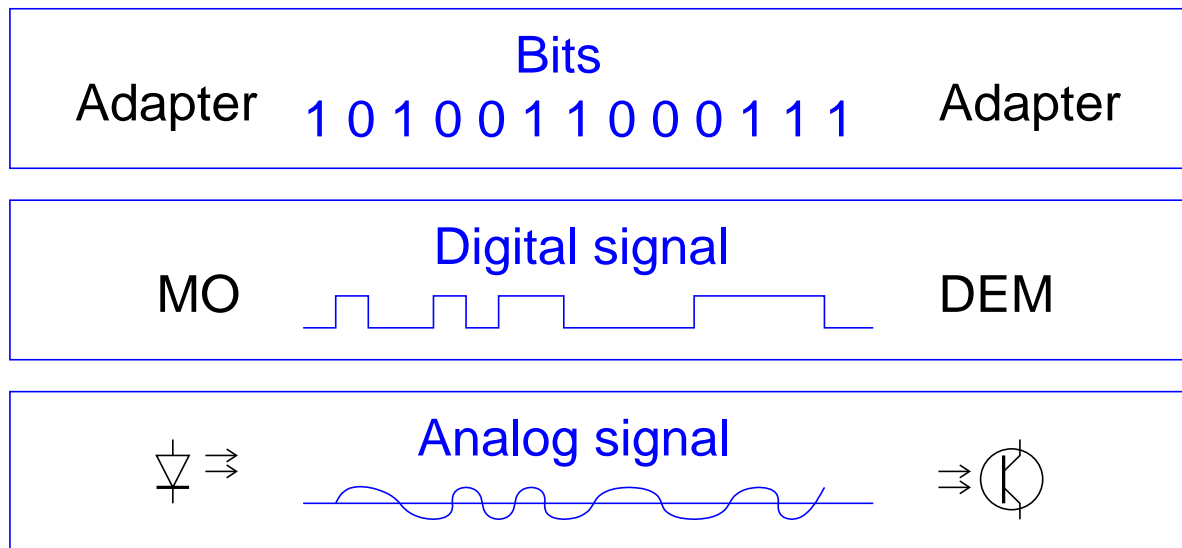 Bits
Adapter 1 0 1 0 0 1 1 0 0 0 1 1 1 Adapter
Digital signal
MO DEM
Analog signal